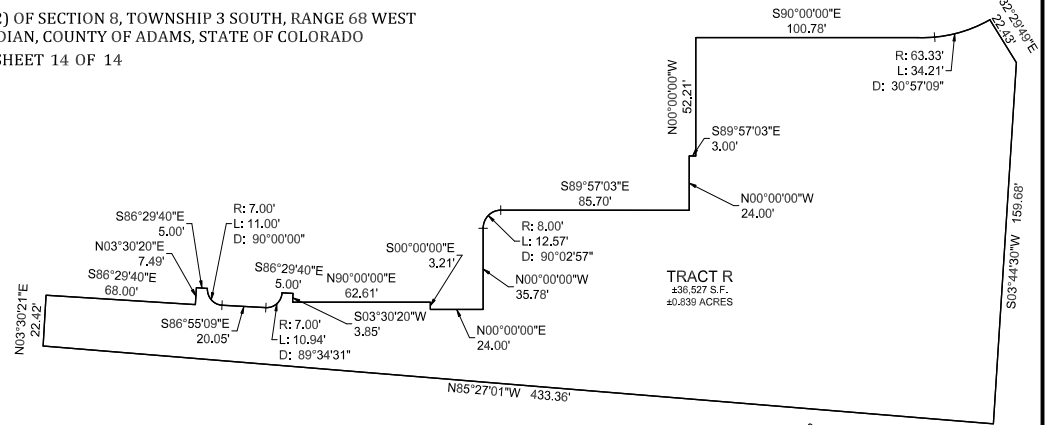 2) OF SECTION 8, TOWNSHIP 3 SOUTH, RANGE 68 WEST
DIAN, COUNTY OF ADAMS, STATE OF COLORADO
SHEET 14 OF 14
S90°00'00"E
100.78'
32°29'49"E
22.43'
R: 63.33'
L: 34.21'
D: 30°57'09"
N00°00'00"W
52.21'
S89°57'03"E
3.00'
N00°00'00"W
24.00'
S89°57'03"E
85.70'
R: 8.00'
L: 12.57'
D: 90°02'57"
N00°00'00"W
35.78'
S00°00'00"E
3.21'
N00°00'00"E
24.00'
R: 7.00'
L: 11.00'
D: 90°00'00"
S86°29'40"E
5.00'
N03°30'20"E
7.49'
S86°29'40"E
68.00'
S86°29'40"E
5.00'
N90°00'00"E
62.61'
S03°30'20"W
3.85'
S86°55'09"E
20.05'
R: 7.00'
L: 10.94'
D: 89°34'31"
N03°30'21"E
22.42'
TRACT R
±36,527 S.F.
±0.839 ACRES
S03°44'30"W 159.68'
N85°27'01"W 433.36'